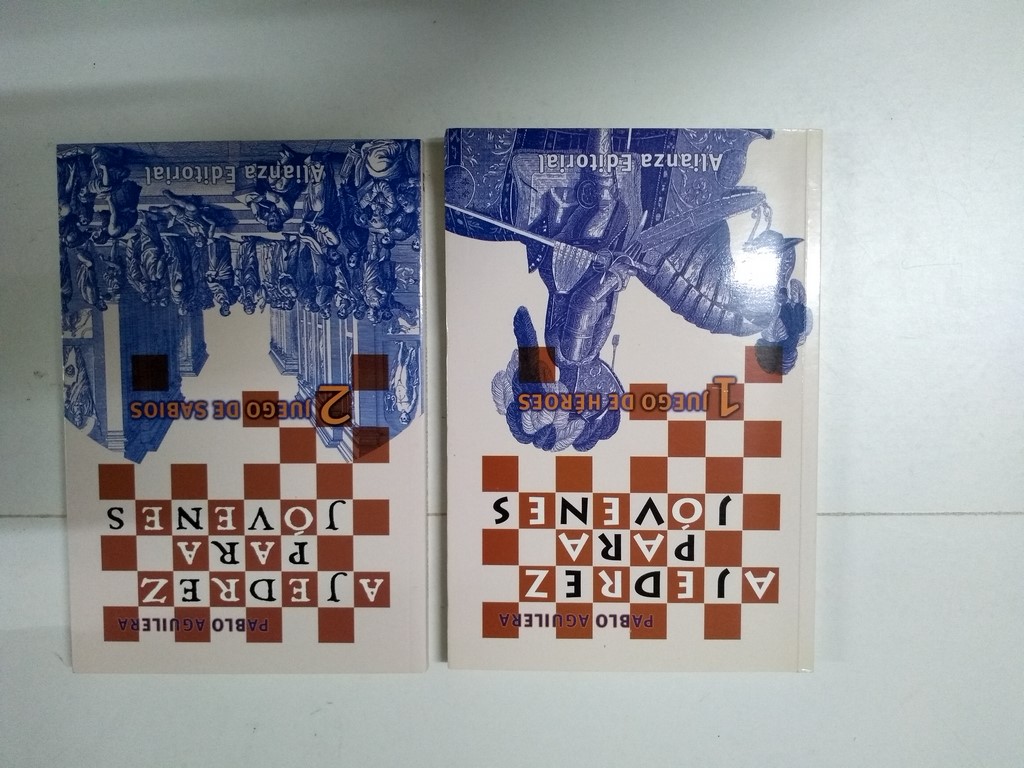 PABLO AGUILERA
AJEDREZ
PARA
JÓVENES
1 JUEGO DE HÉROES
Alianza Editorial
PABLO AGUILERA
AJEDREZ
PARA
JÓVENES
2 JUEGO DE SABIOS
Alianza Editorial